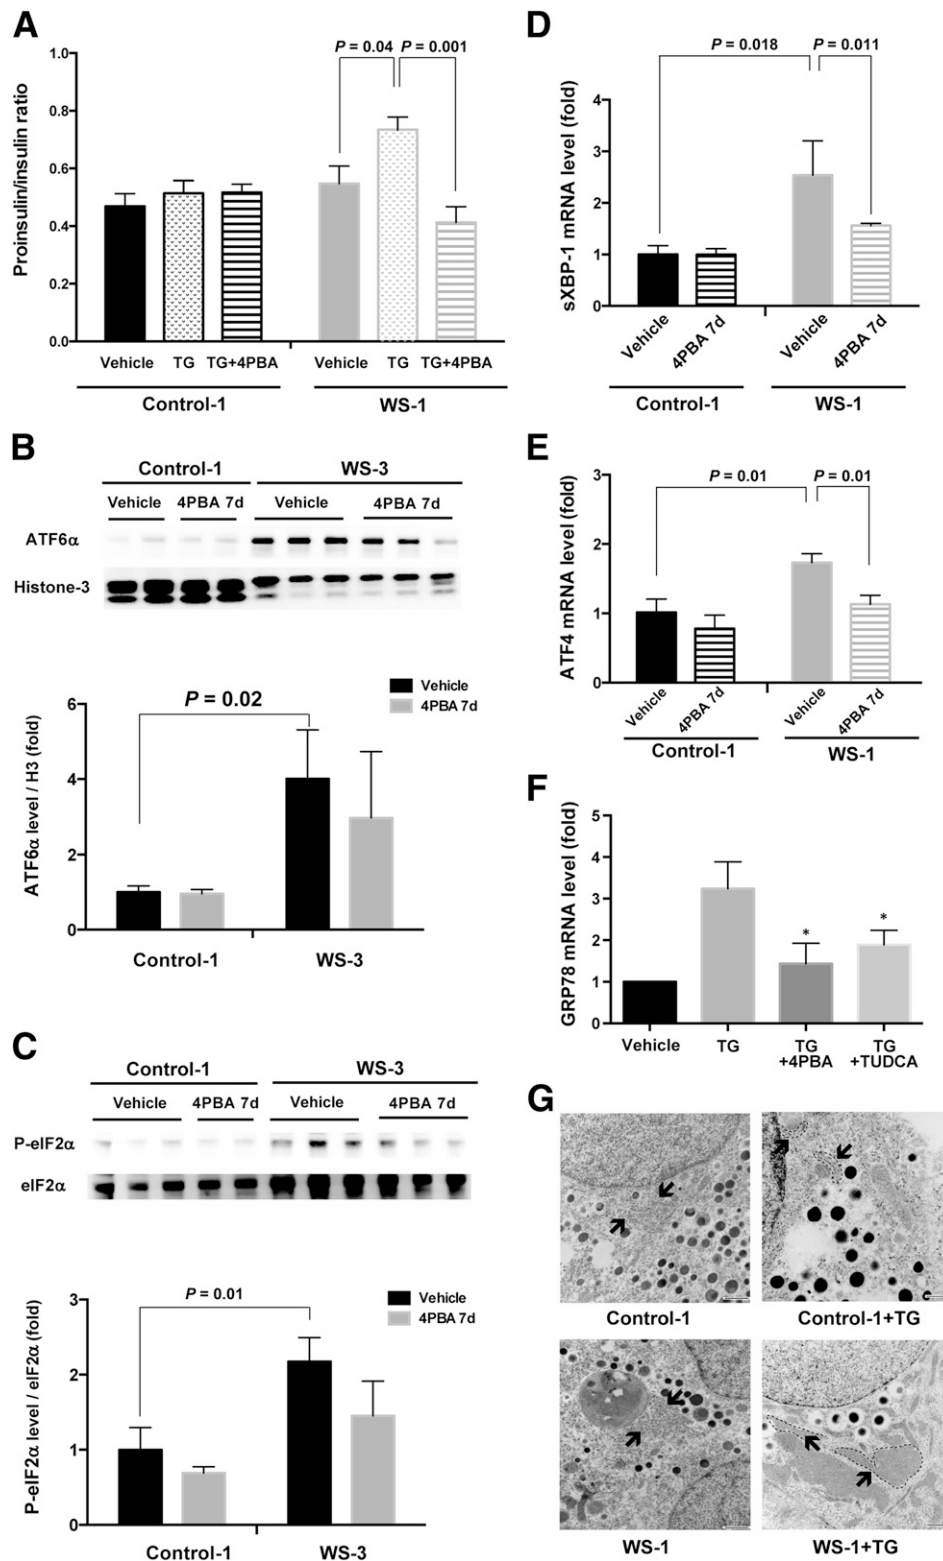 A
P = 0.04 P = 0.001
1.0
0.8
0.6
0.4
0.2
0.0
Proinsulin/insulin ratio
Vehicle TG TG+4PBA Vehicle TG TG+4PBA
Control-1 WS-1
B
Control-1 WS-3
Vehicle 4PBA 7d Vehicle 4PBA 7d
ATF6α
Histone-3
Vehicle
4PBA 7d
P = 0.02
6
4
2
0
ATF6α level / H3 (fold)
Control-1 WS-3
C
Control-1 WS-3
Vehicle 4PBA 7d Vehicle 4PBA 7d
P-eIF2α
eIF2α
Vehicle
4PBA 7d
P = 0.01
3
2
1
0
P-eIF2α level / eIF2α (fold)
Control-1 WS-3
D
P = 0.018 P = 0.011
4
3
2
1
0
sXBP-1 mRNA level (fold)
Vehicle 4PBA 7d Vehicle 4PBA 7d
Control-1 WS-1
E
P = 0.01 P = 0.01
3
2
1
0
ATF4 mRNA level (fold)
Vehicle 4PBA 7d Vehicle 4PBA 7d
Control-1 WS-1
F
5
4
3
2
1
0
GRP78 mRNA level (fold)
* *
Vehicle TG TG TG
+4PBA +TUDCA
G
Control-1 Control-1+TG
WS-1 WS-1+TG